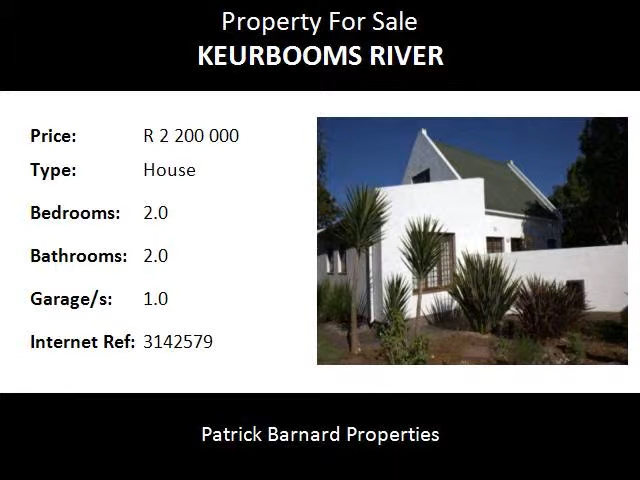 Property For Sale
KEURBOOMS RIVER
Price: R 2 200 000
Type: House
Bedrooms: 2.0
Bathrooms: 2.0
Garage/s: 1.0
Internet Ref: 3142579
Patrick Barnard Properties